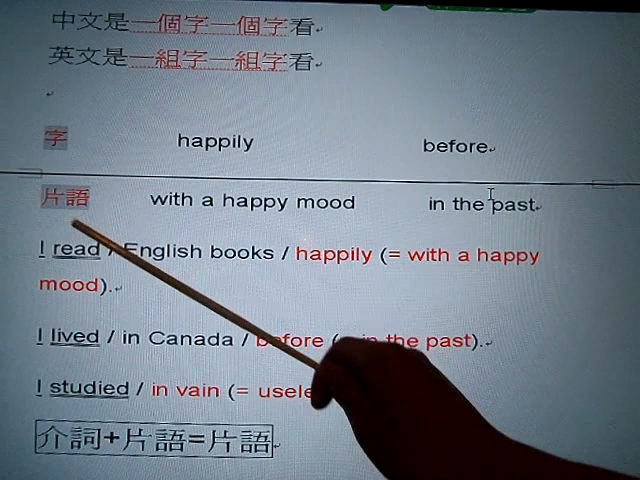 中文是一個字一個字看
英文是一組字一組字看
字 happily before
片語 with a happy mood in the past
I read / English books / happily (= with a happy
mood).
I lived / in Canada / before (= in the past).
I studied / in vain (=
介詞+片語=片語